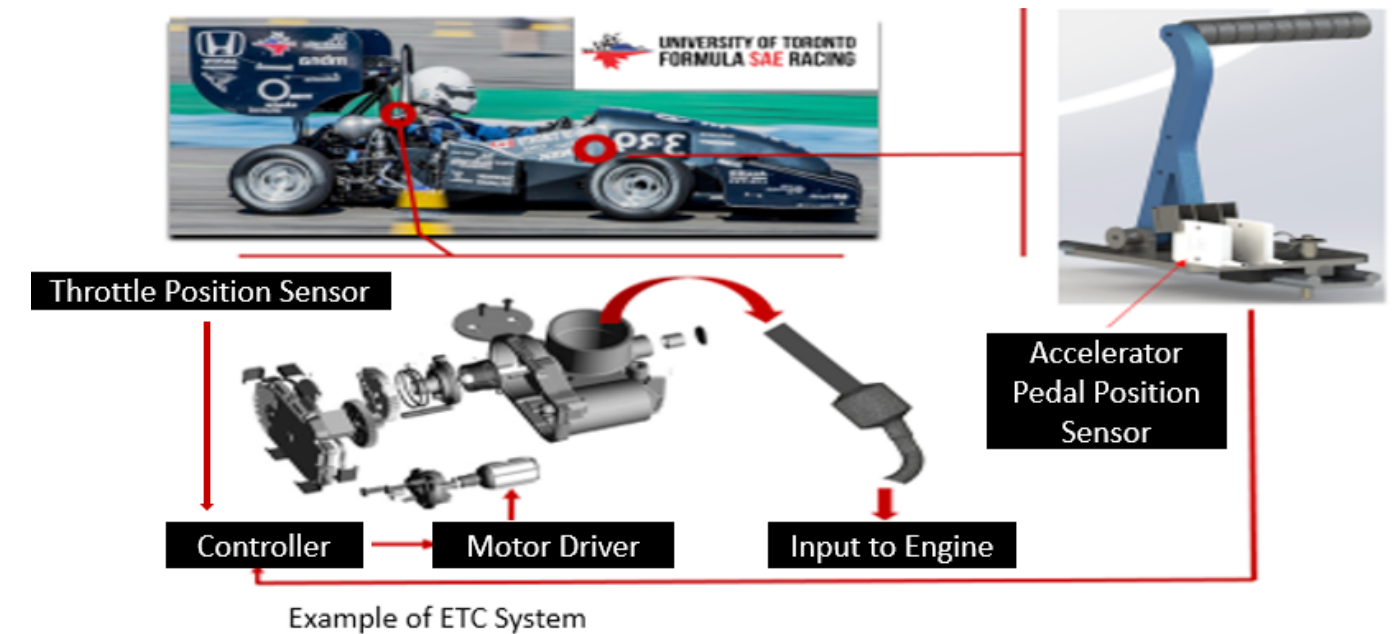 UNIVERSITY OF TORONTO
FORMULA SAE RACING
Throttle Position Sensor
Accelerator
Pedal Position
Sensor
Controller
Motor Driver
Input to Engine
Example of ETC System